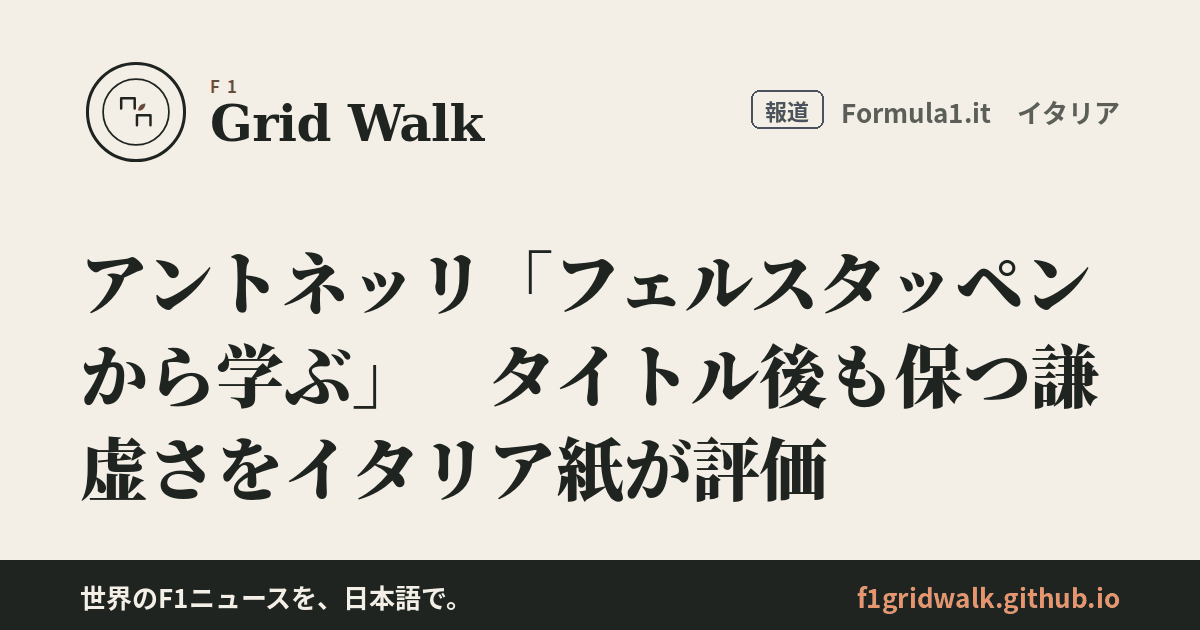 F1
Grid Walk
報道 Formula1.it イタリア
アントネッリ「フェルスタッペン
から学ぶ」 タイトル後も保つ謙
虚さをイタリア紙が評価
世界のF1ニュースを、日本語で。
f1gridwalk.github.io